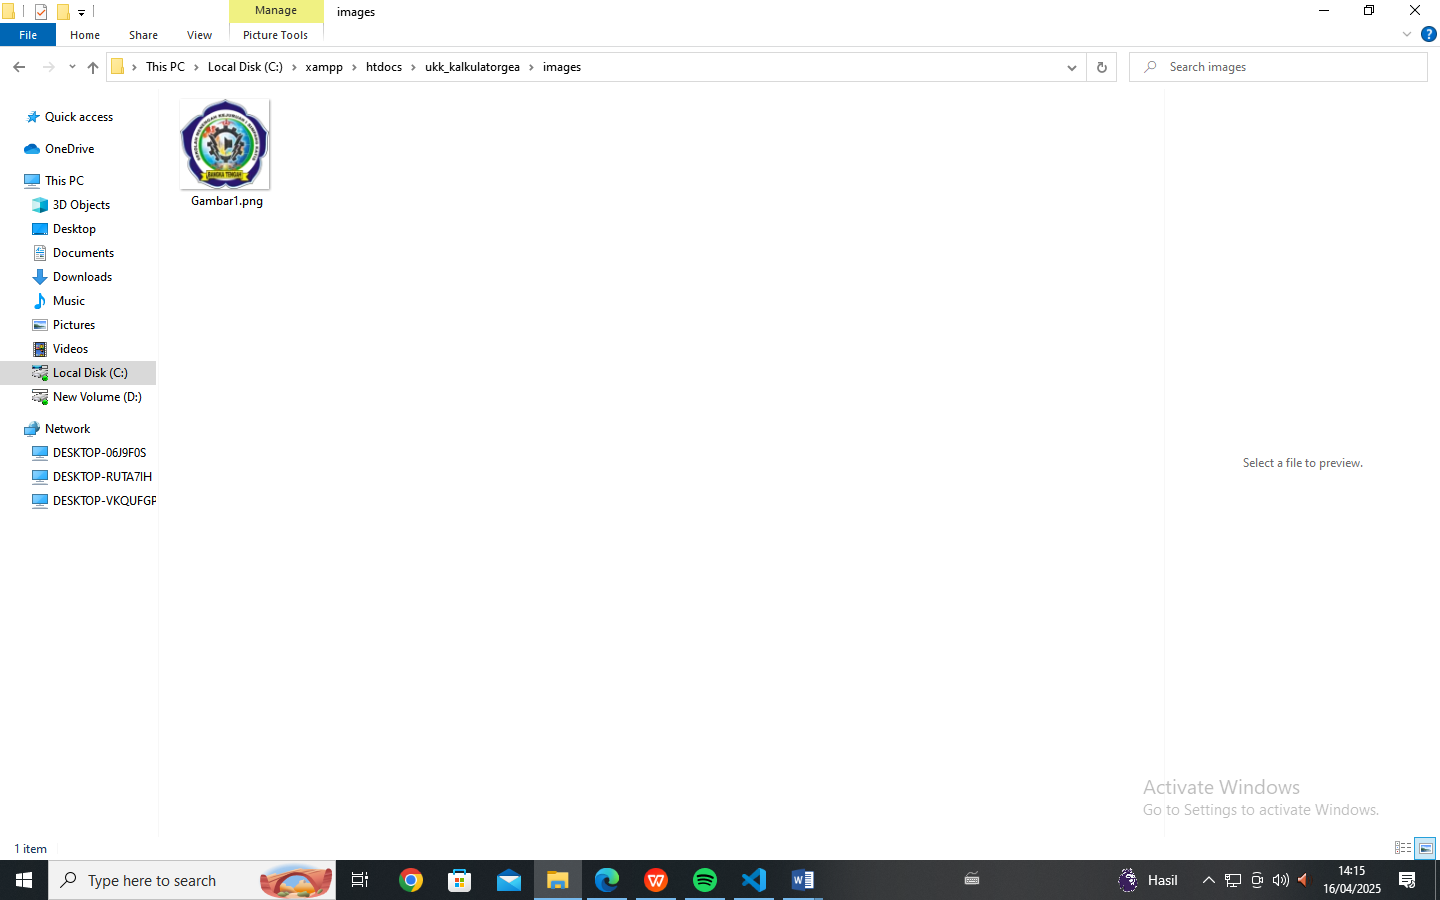 Manage
images
File
Home
Share
View
Picture Tools
This PC
Local Disk (C:)
xampp
htdocs
ukk_kalkulatorgea
images
Search images
Quick access
OneDrive
This PC
3D Objects
Desktop
Documents
Downloads
Music
Pictures
Videos
Local Disk (C:)
New Volume (D:)
Network
DESKTOP-06J9F0S
DESKTOP-RUTA7IH
DESKTOP-VKQUFGP
BANGKA TENGAH
Gambar1.png
Select a file to preview.
Activate Windows
Go to Settings to activate Windows.
1 item
Type here to search
Hasil
14:15
16/04/2025